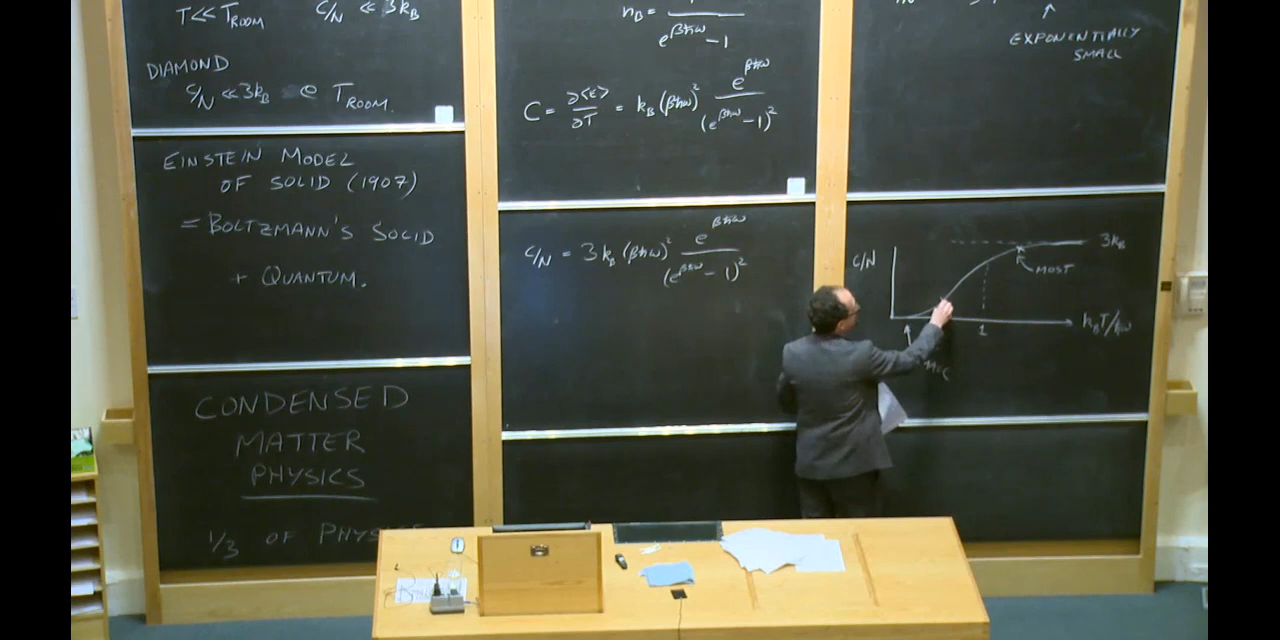 T ≪ T_ROOM C/N ≪ 3k_B
DIAMOND
C/N ≪ 3k_B @ T_ROOM.
EINSTEIN MODEL
OF SOLID (1907)
= BOLTZMANN'S SOLID
+ QUANTUM.
CONDENSED
MATTER
PHYSICS
1/3 OF PHYSICS
n_B = 1/(e^{βħω} - 1)
C = ∂⟨E⟩/∂T = k_B (βħω)^2 e^{βħω}/(e^{βħω} - 1)^2
C/N = 3k_B (βħω)^2 e^{βħω}/(e^{βħω} - 1)^2
↑
EXPONENTIALLY
SMALL
C/N
3k_B
MOST
1
k_BT/ħω